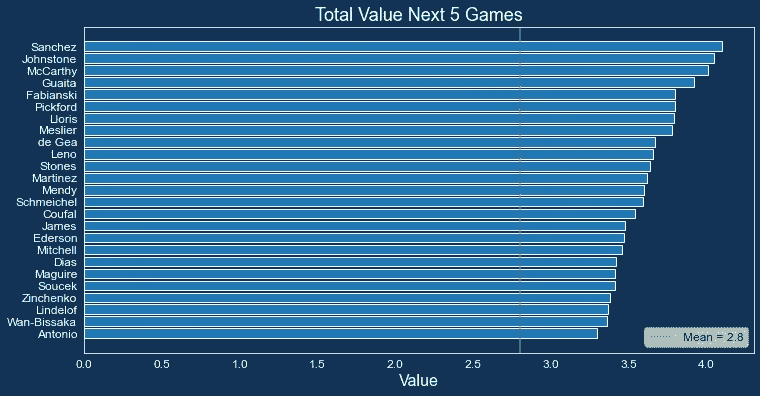 Total Value Next 5 Games
Sanchez
Johnstone
McCarthy
Guaita
Fabianski
Pickford
Lloris
Meslier
de Gea
Leno
Stones
Martinez
Mendy
Schmeichel
Coufal
James
Ederson
Mitchell
Dias
Maguire
Soucek
Zinchenko
Lindelof
Wan-Bissaka
Antonio
Mean = 2.8
0.0 0.5 1.0 1.5 2.0 2.5 3.0 3.5 4.0
Value